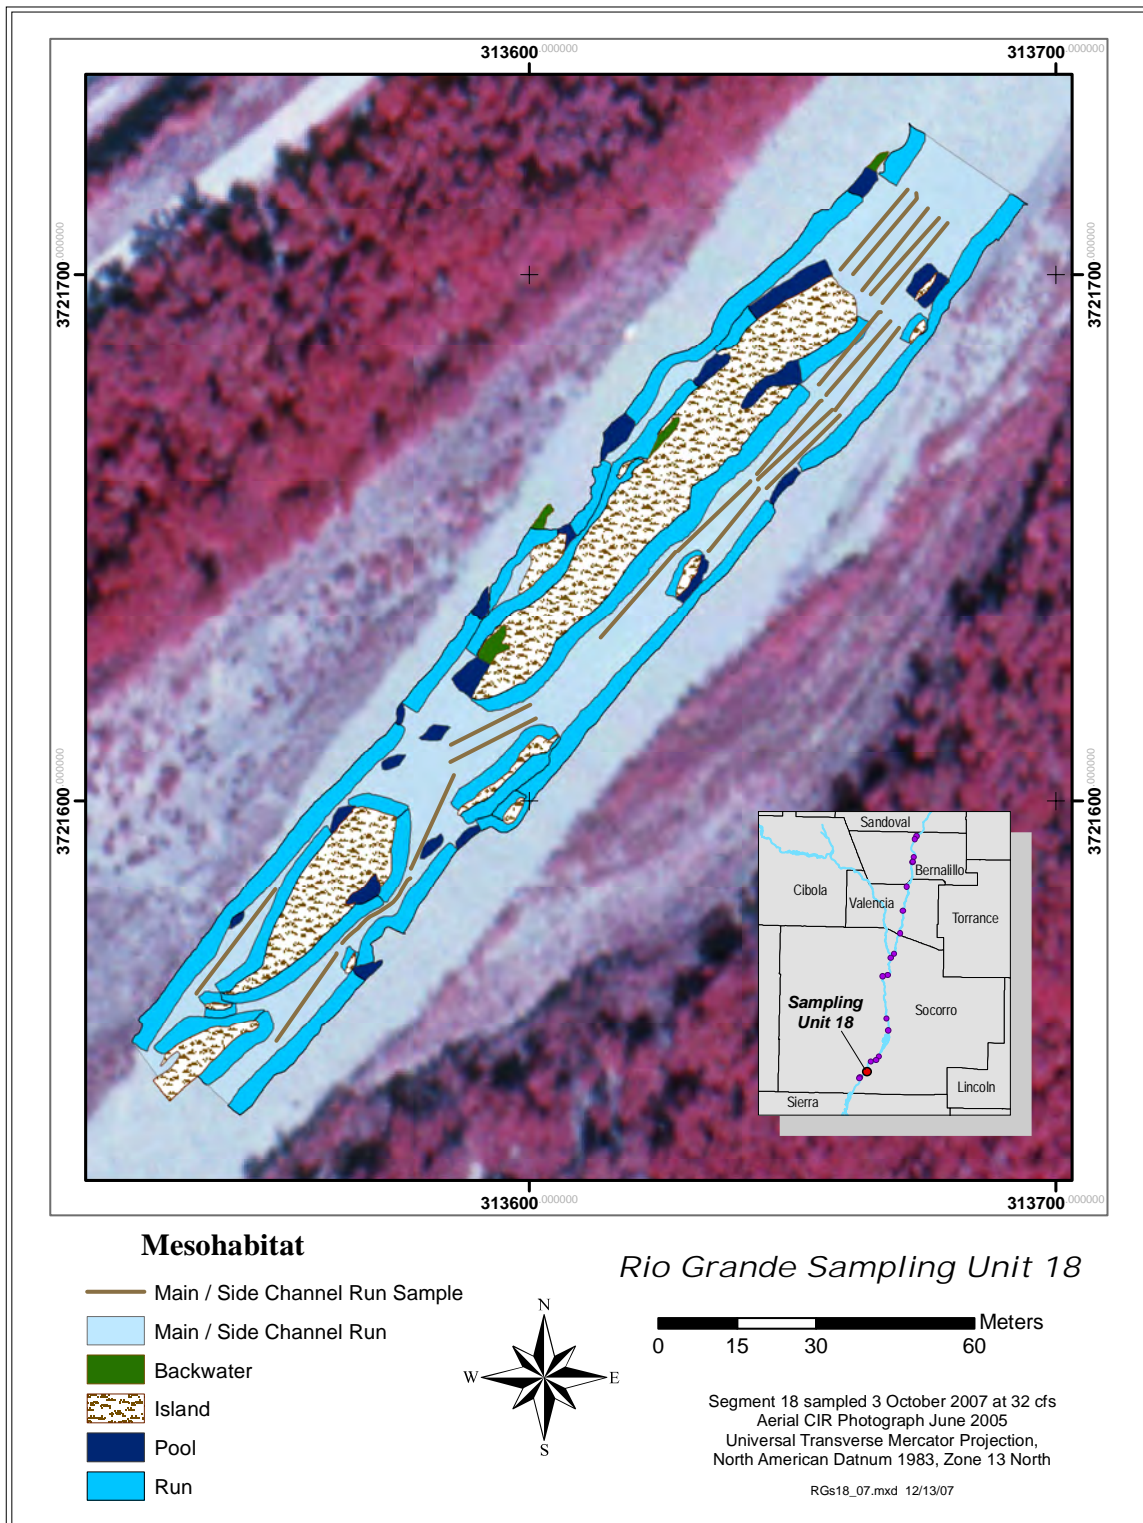 313600.000000
313700.000000
3721700.000000
3721700.000000
3721600.000000
3721600.000000
Sandoval
Bernalillo
Cibola
Valencia
Torrance
Sampling
Unit 18
Socorro
Lincoln
Sierra
313600.000000
313700.000000
Mesohabitat
Main / Side Channel Run Sample
Main / Side Channel Run
Backwater
Island
Pool
Run
N
W
E
S
Rio Grande Sampling Unit 18
Meters
0 15 30 60
Segment 18 sampled 3 October 2007 at 32 cfs
Aerial CIR Photograph June 2005
Universal Transverse Mercator Projection,
North American Datnum 1983, Zone 13 North
RGs18_07.mxd 12/13/07